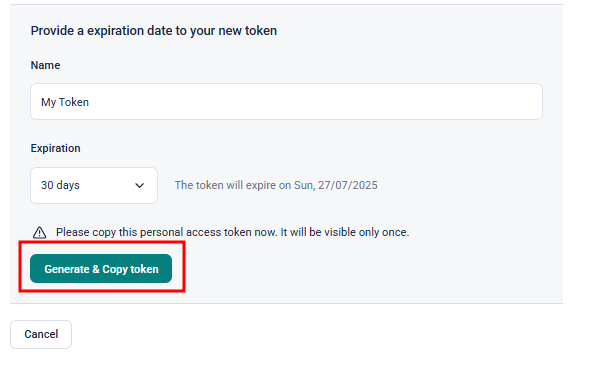 Provide a expiration date to your new token
Name
My Token
Expiration
30 days
The token will expire on Sun, 27/07/2025
Please copy this personal access token now. It will be visible only once.
Generate & Copy token
Cancel